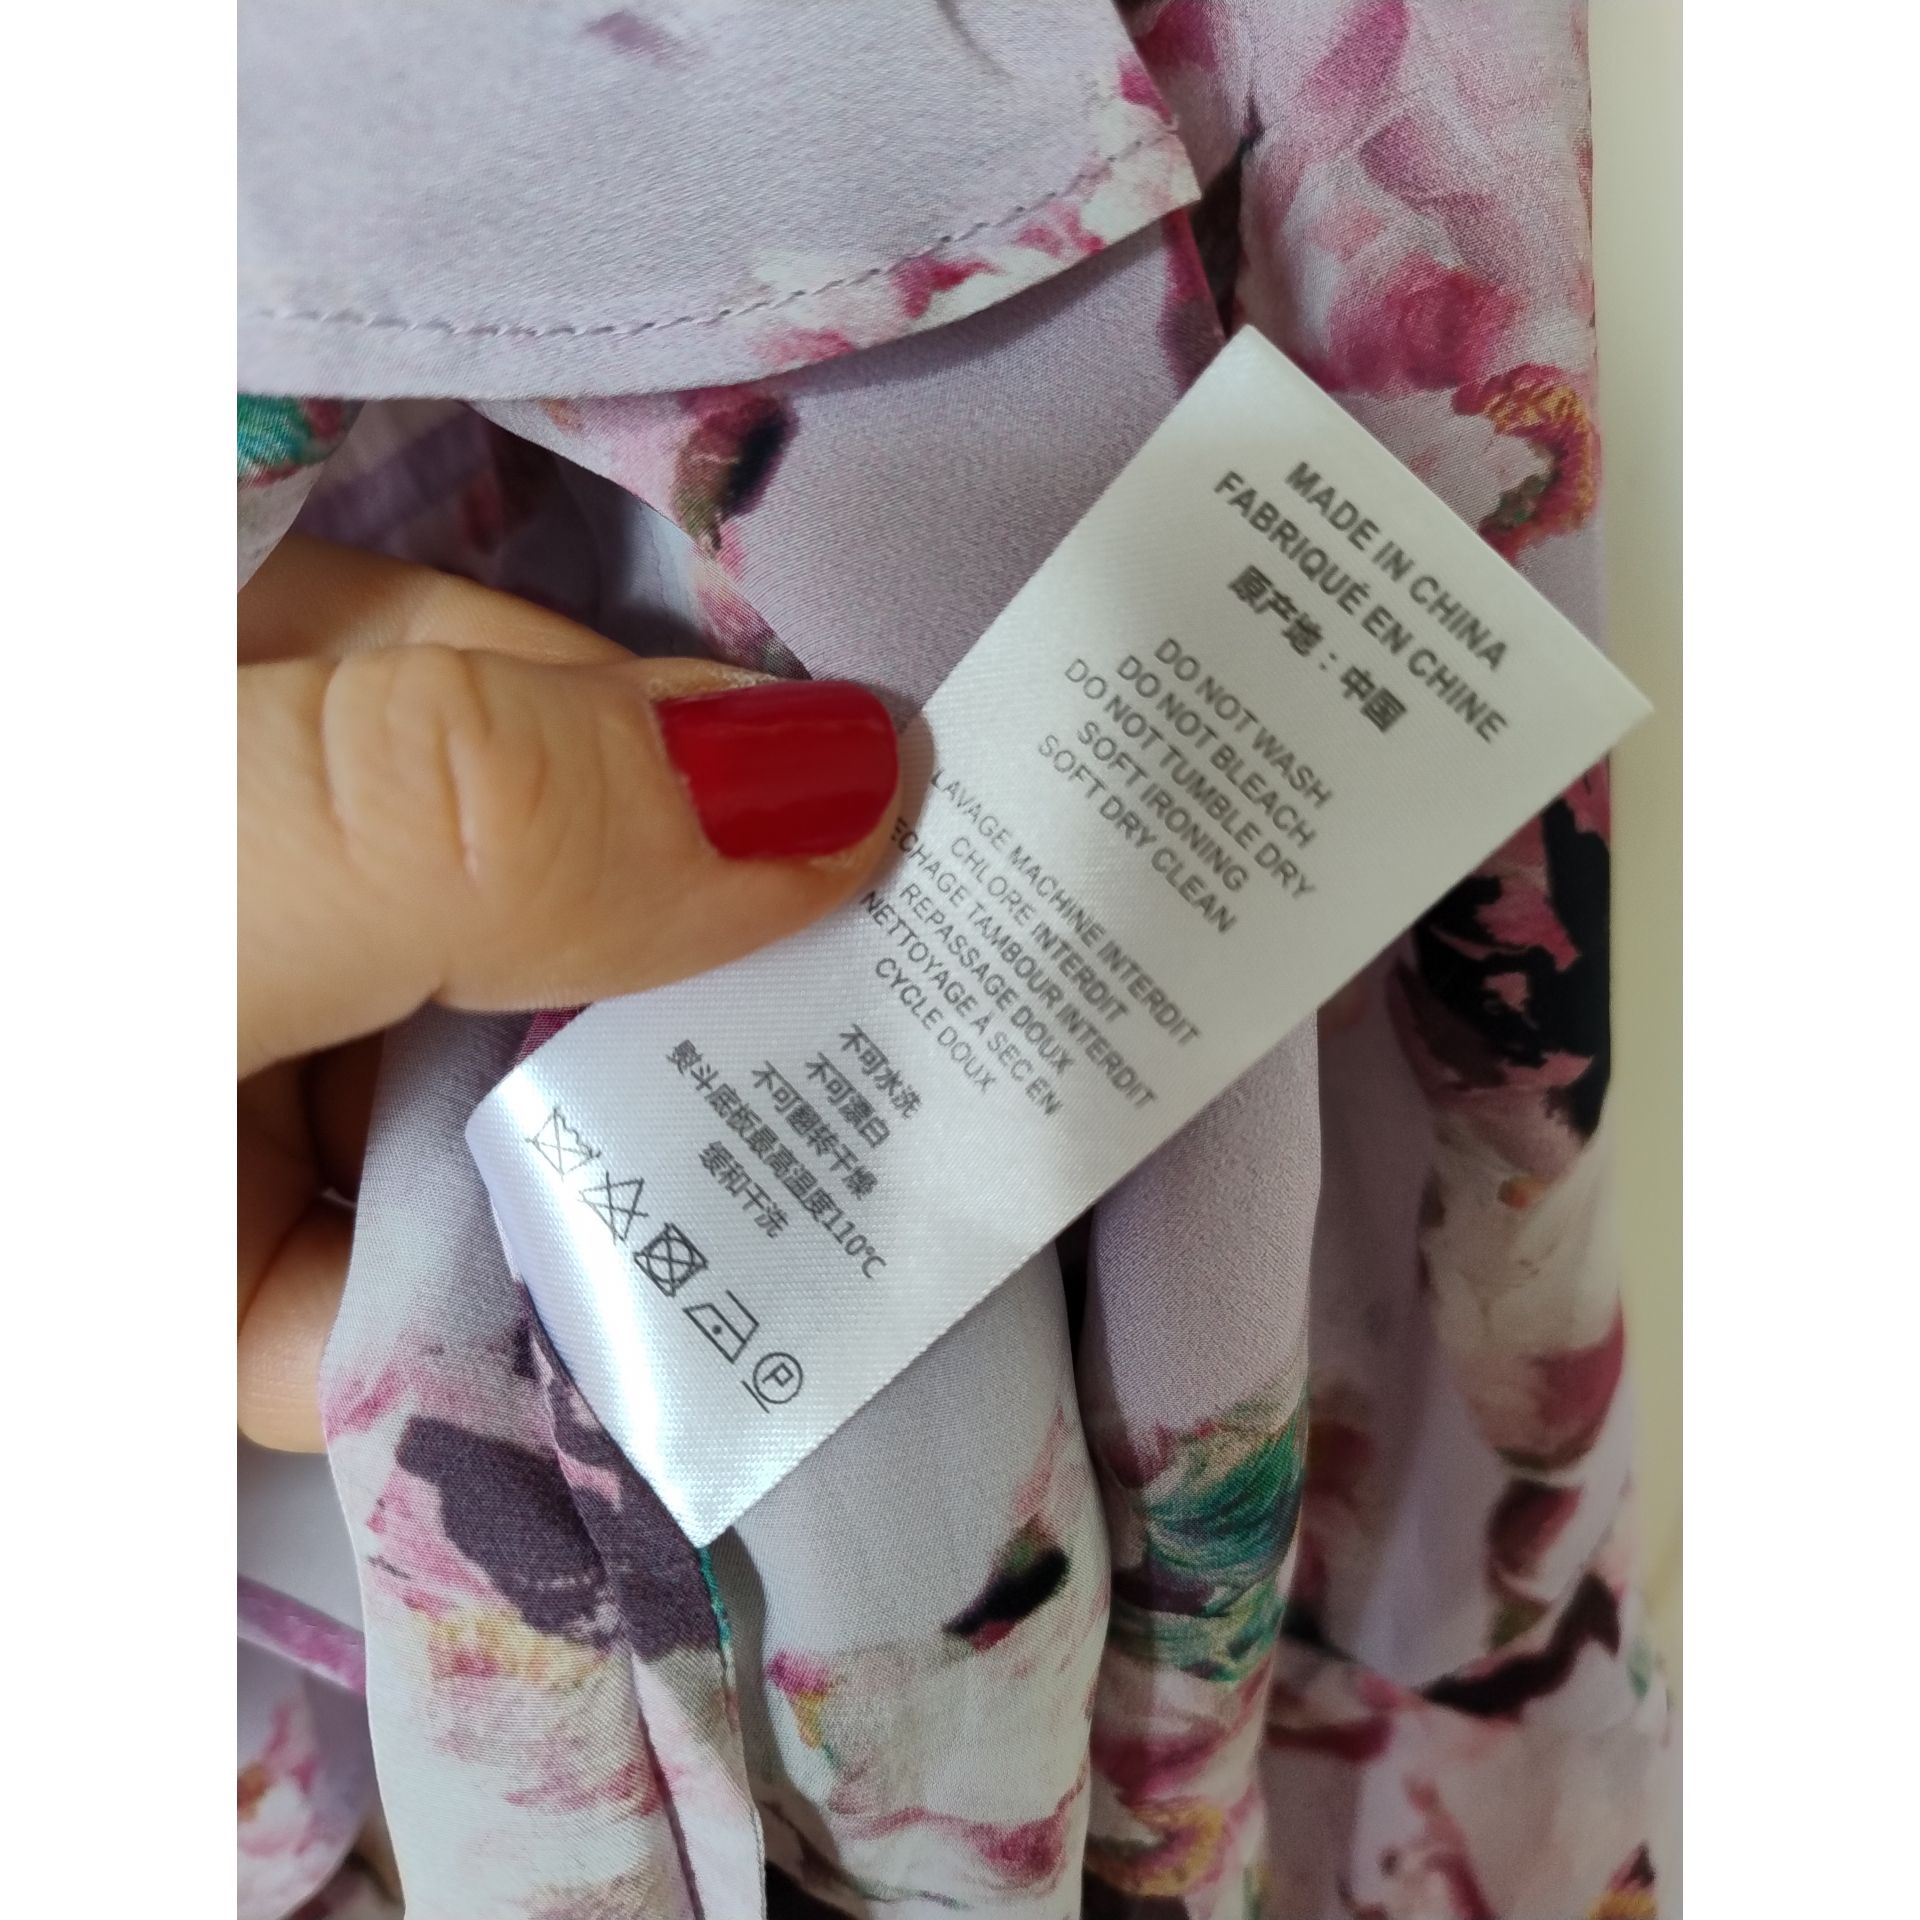 MADE IN CHINA
FABRIQUÉ EN CHINE
原产地：中国
DO NOT WASH
DO NOT BLEACH
DO NOT TUMBLE DRY
SOFT IRONING
SOFT DRY CLEAN
LAVAGE MACHINE INTERDIT
CHLORE INTERDIT
ECHAGE TAMBOUR INTERDIT
REPASSAGE DOUX
NETTOYAGE À SEC EN
CYCLE DOUX
不可水洗
不可漂白
不可翻转干燥
熨斗底板最高温度110℃
缓和干洗
P